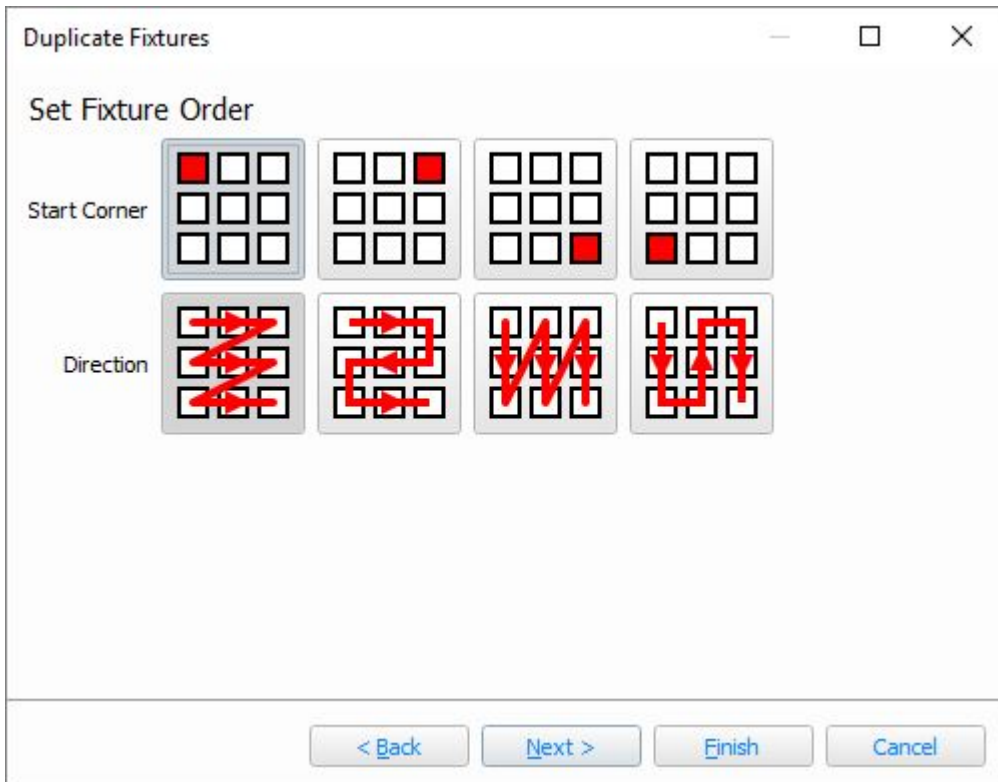 Duplicate Fixtures
Set Fixture Order
Start Corner
Direction
< Back
Next >
Finish
Cancel